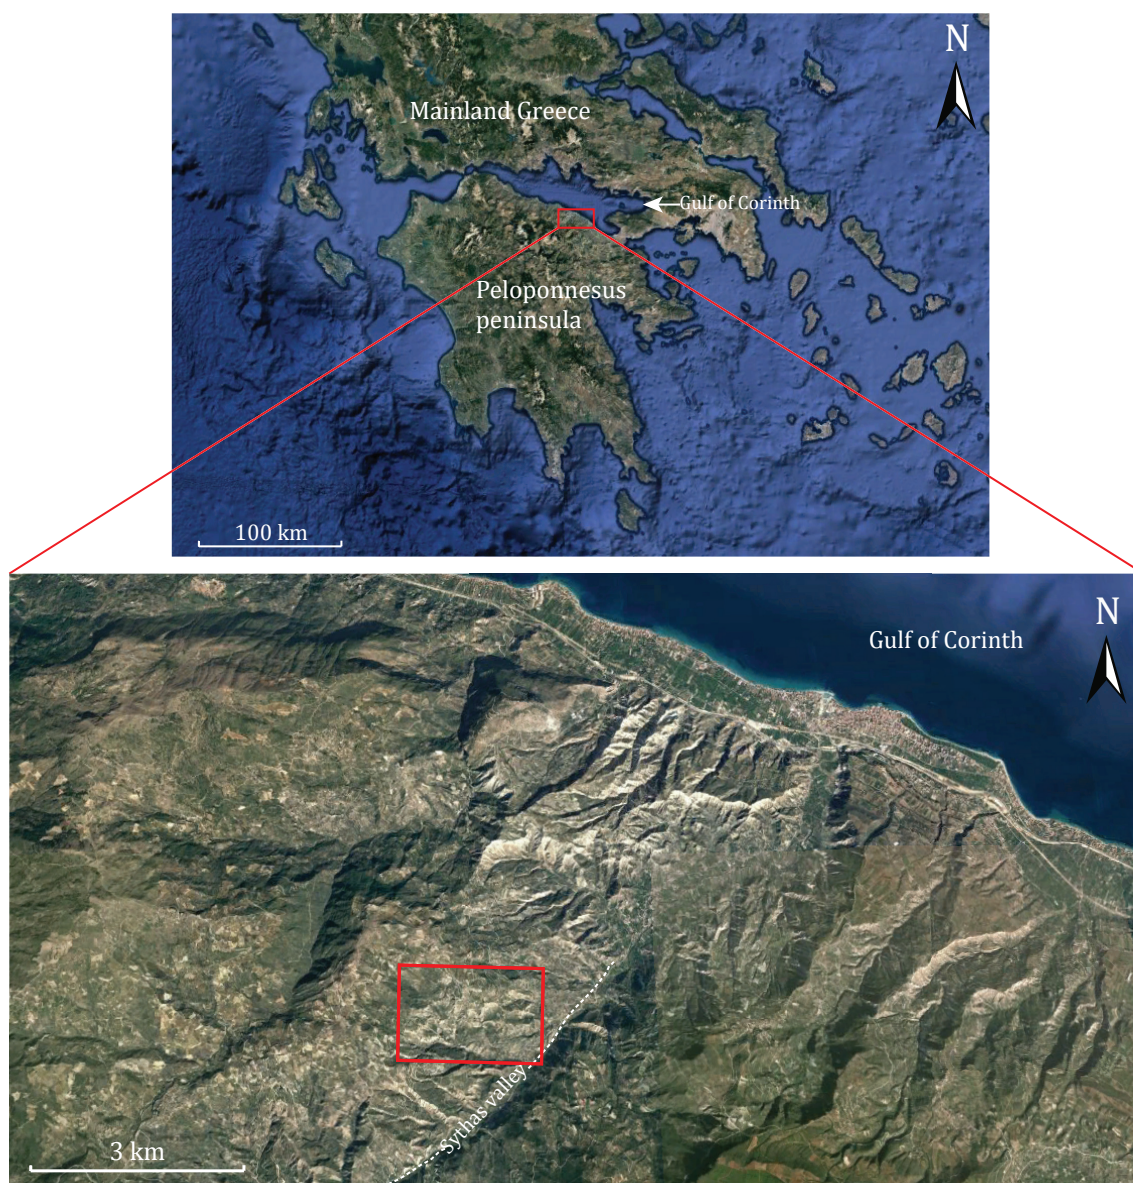 N
Mainland Greece
Gulf of Corinth
Peloponnesus
peninsula
100 km
N
Gulf of Corinth
Sythas valley
3 km